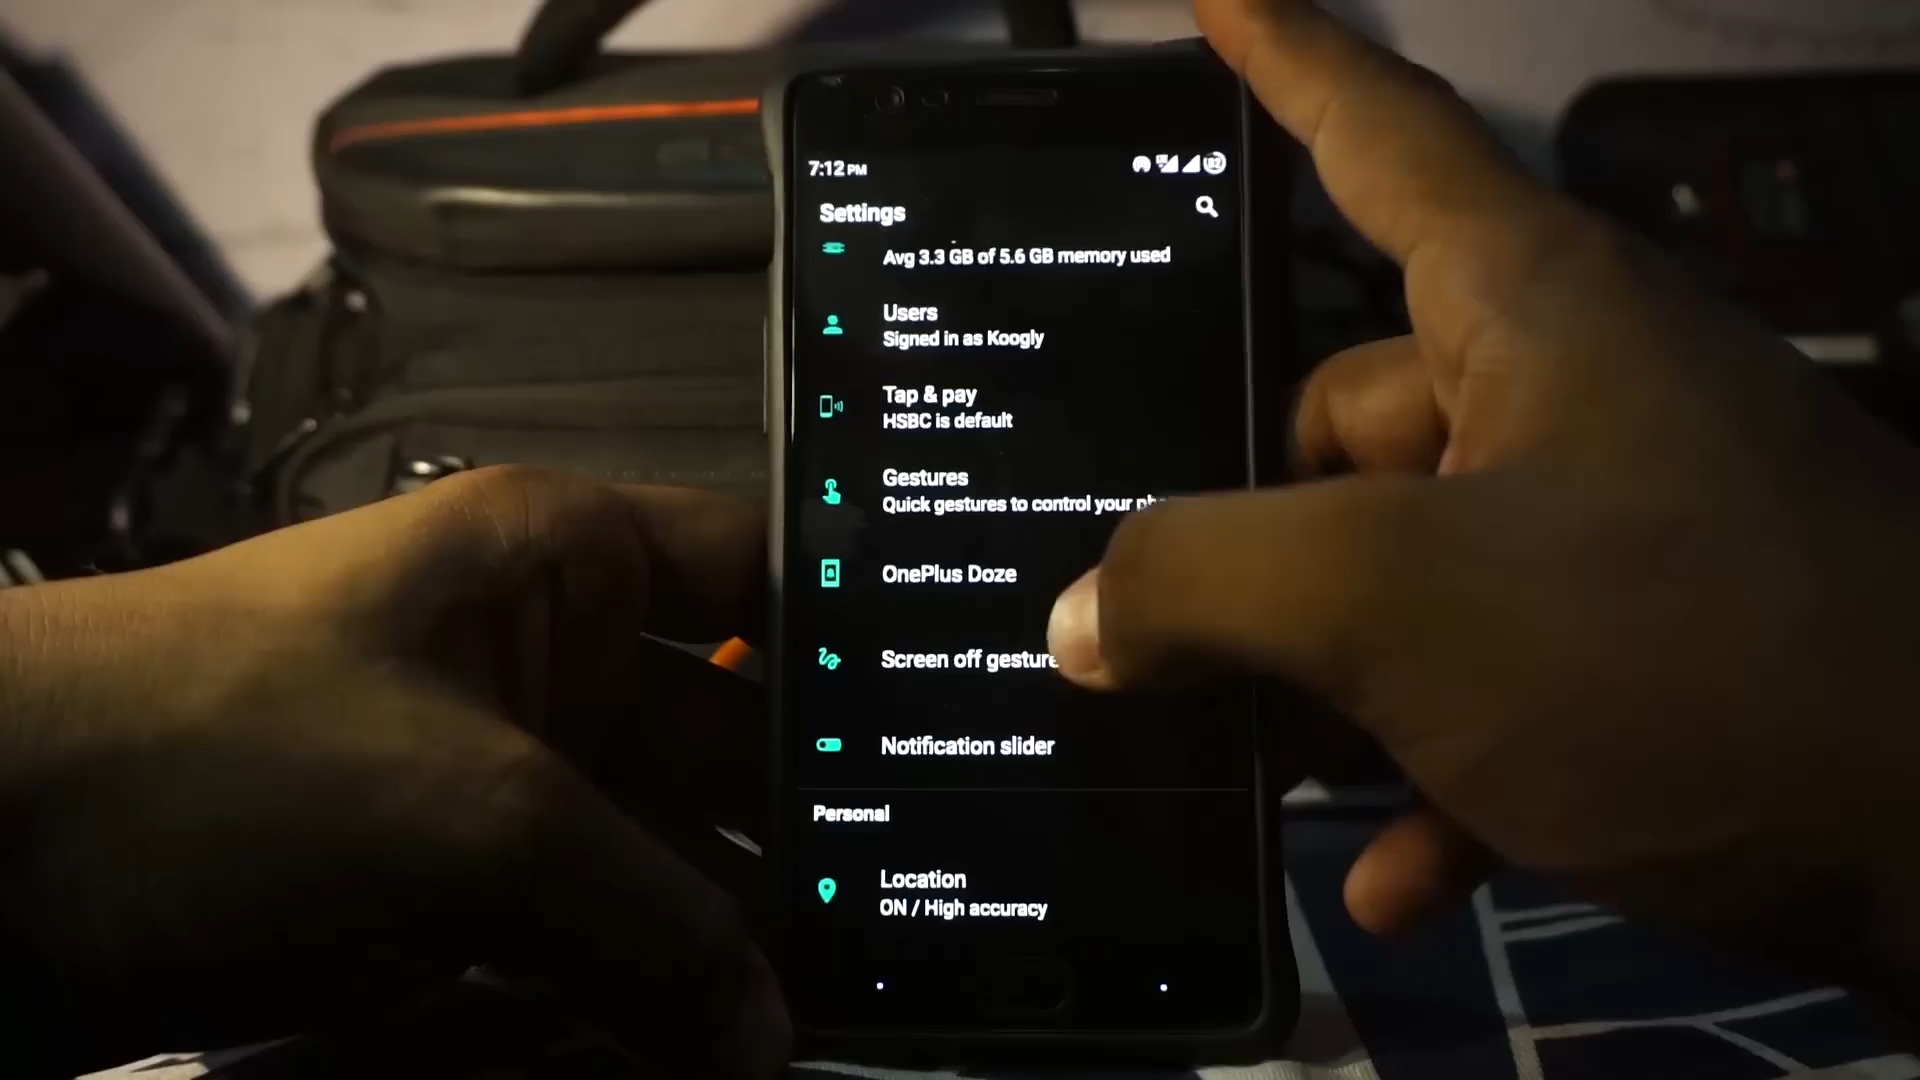 7:12 PM
Settings
Avg 3.3 GB of 5.6 GB memory used
Users
Signed in as Koogly
Tap & pay
HSBC is default
Gestures
Quick gestures to control your
OnePlus Doze
Screen off gesture
Notification slider
Personal
Location
ON / High accuracy